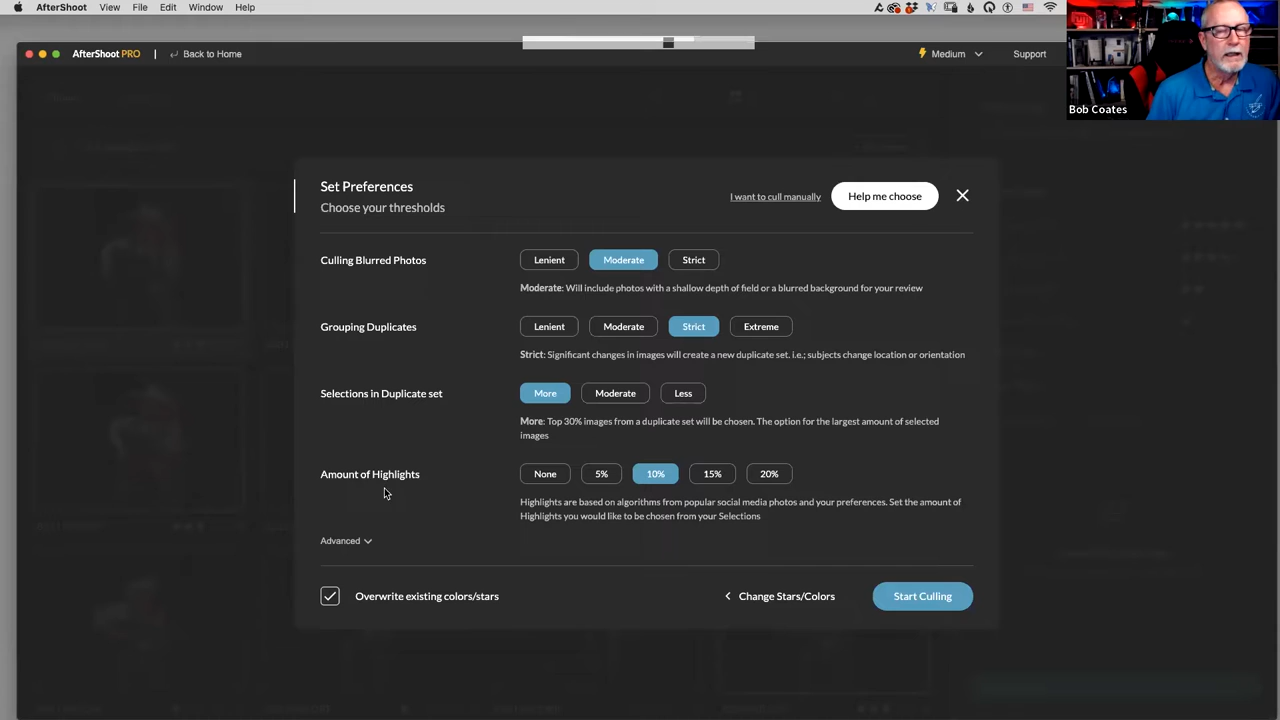 AfterShoot View File Edit Window Help
AfterShoot PRO | Back to Home Medium Support
Bob Coates
Set Preferences
Choose your thresholds
I want to cull manually
Help me choose
Culling Blurred Photos
Lenient Moderate Strict
Moderate: Will include photos with a shallow depth of field or a blurred background for your review
Grouping Duplicates
Lenient Moderate Strict Extreme
Strict: Significant changes in images will create a new duplicate set. i.e.; subjects change location or orientation
Selections in Duplicate set
More Moderate Less
More: Top 30% images from a duplicate set will be chosen. The option for the largest amount of selected
images
Amount of Highlights
None 5% 10% 15% 20%
Highlights are based on algorithms from popular social media photos and your preferences. Set the amount of
Highlights you would like to be chosen from your Selections
Advanced
Overwrite existing colors/stars
Change Stars/Colors
Start Culling